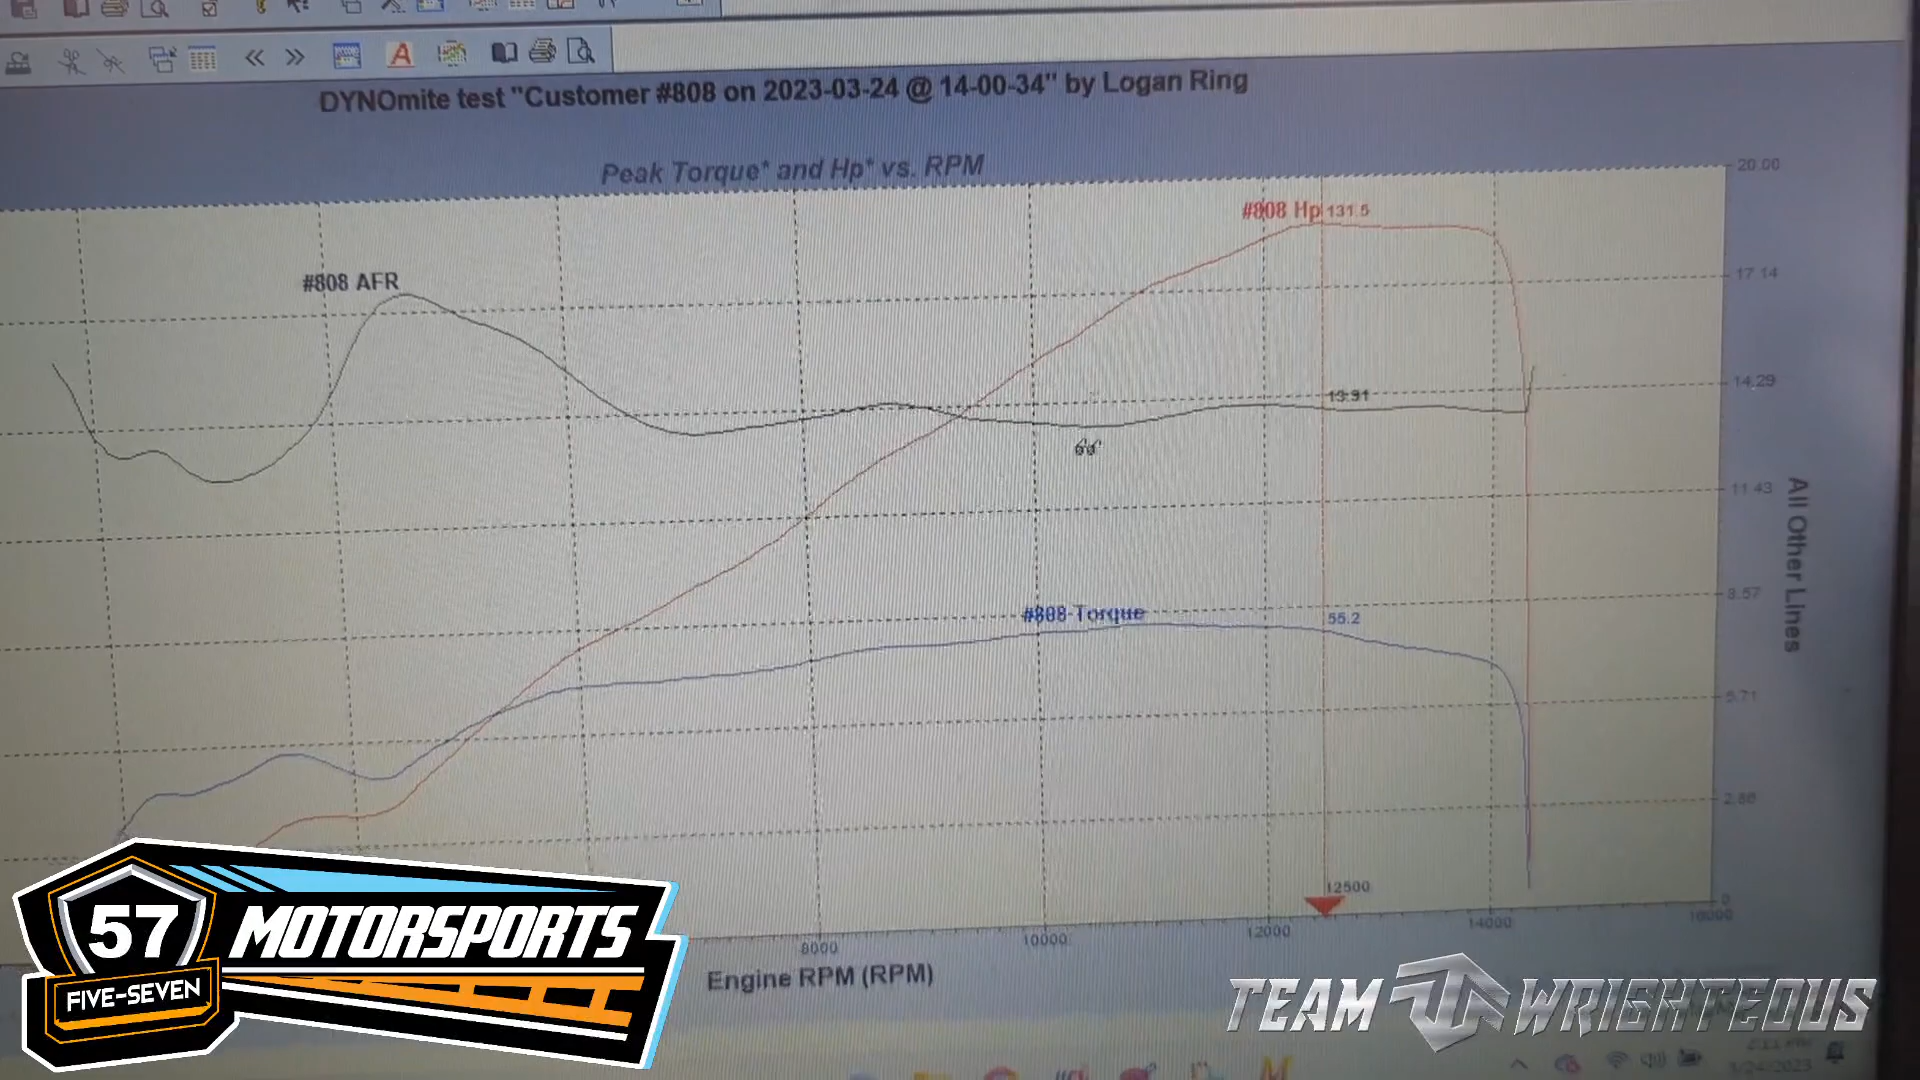 DYNOmite test "Customer #808 on 2023-03-24 @ 14-00-34" by Logan Ring
Peak Torque* and Hp* vs. RPM
20.00
#808 Hp 131.5
17.14
#808 AFR
14.29
13.91
11.43
All Other Lines
#808 Torque
55.2
8.57
5.71
2.86
0
12500
8000
10000
12000
14000
16000
Engine RPM (RPM)
57
FIVE-SEVEN
MOTORSPORTS
TEAM WRIGHTEOUS
3/24/2023